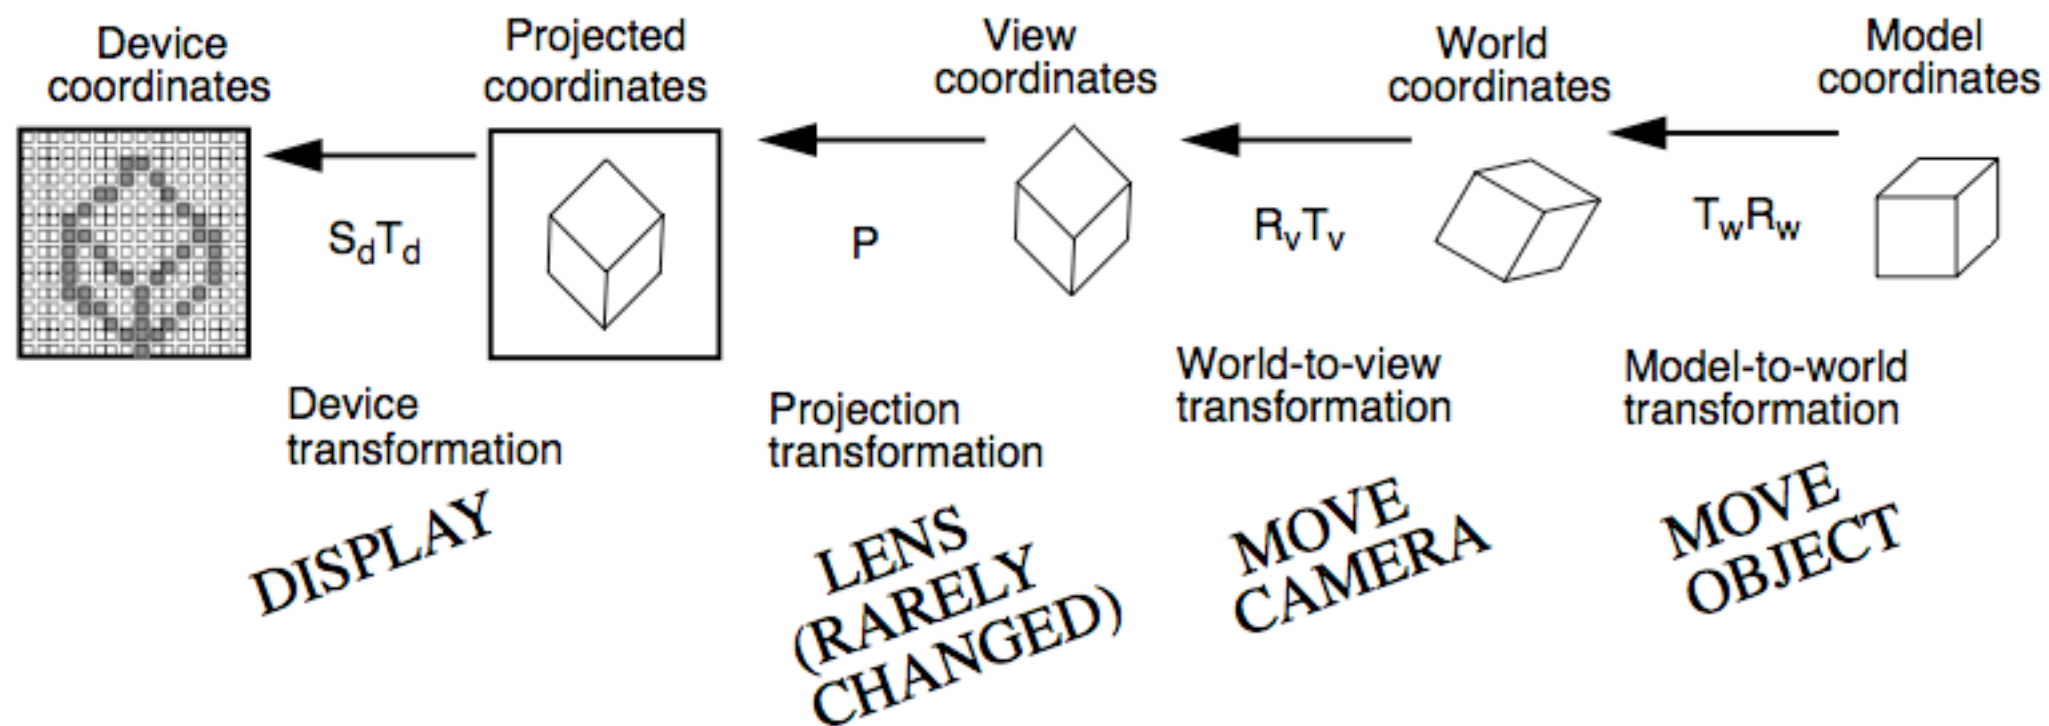 Device
coordinates
Projected
coordinates
View
coordinates
World
coordinates
Model
coordinates
SdTd
P
RvTv
TwRw
Device
transformation
Projection
transformation
World-to-view
transformation
Model-to-world
transformation
DISPLAY
LENS
(RARELY
CHANGED)
MOVE
CAMERA
MOVE
OBJECT